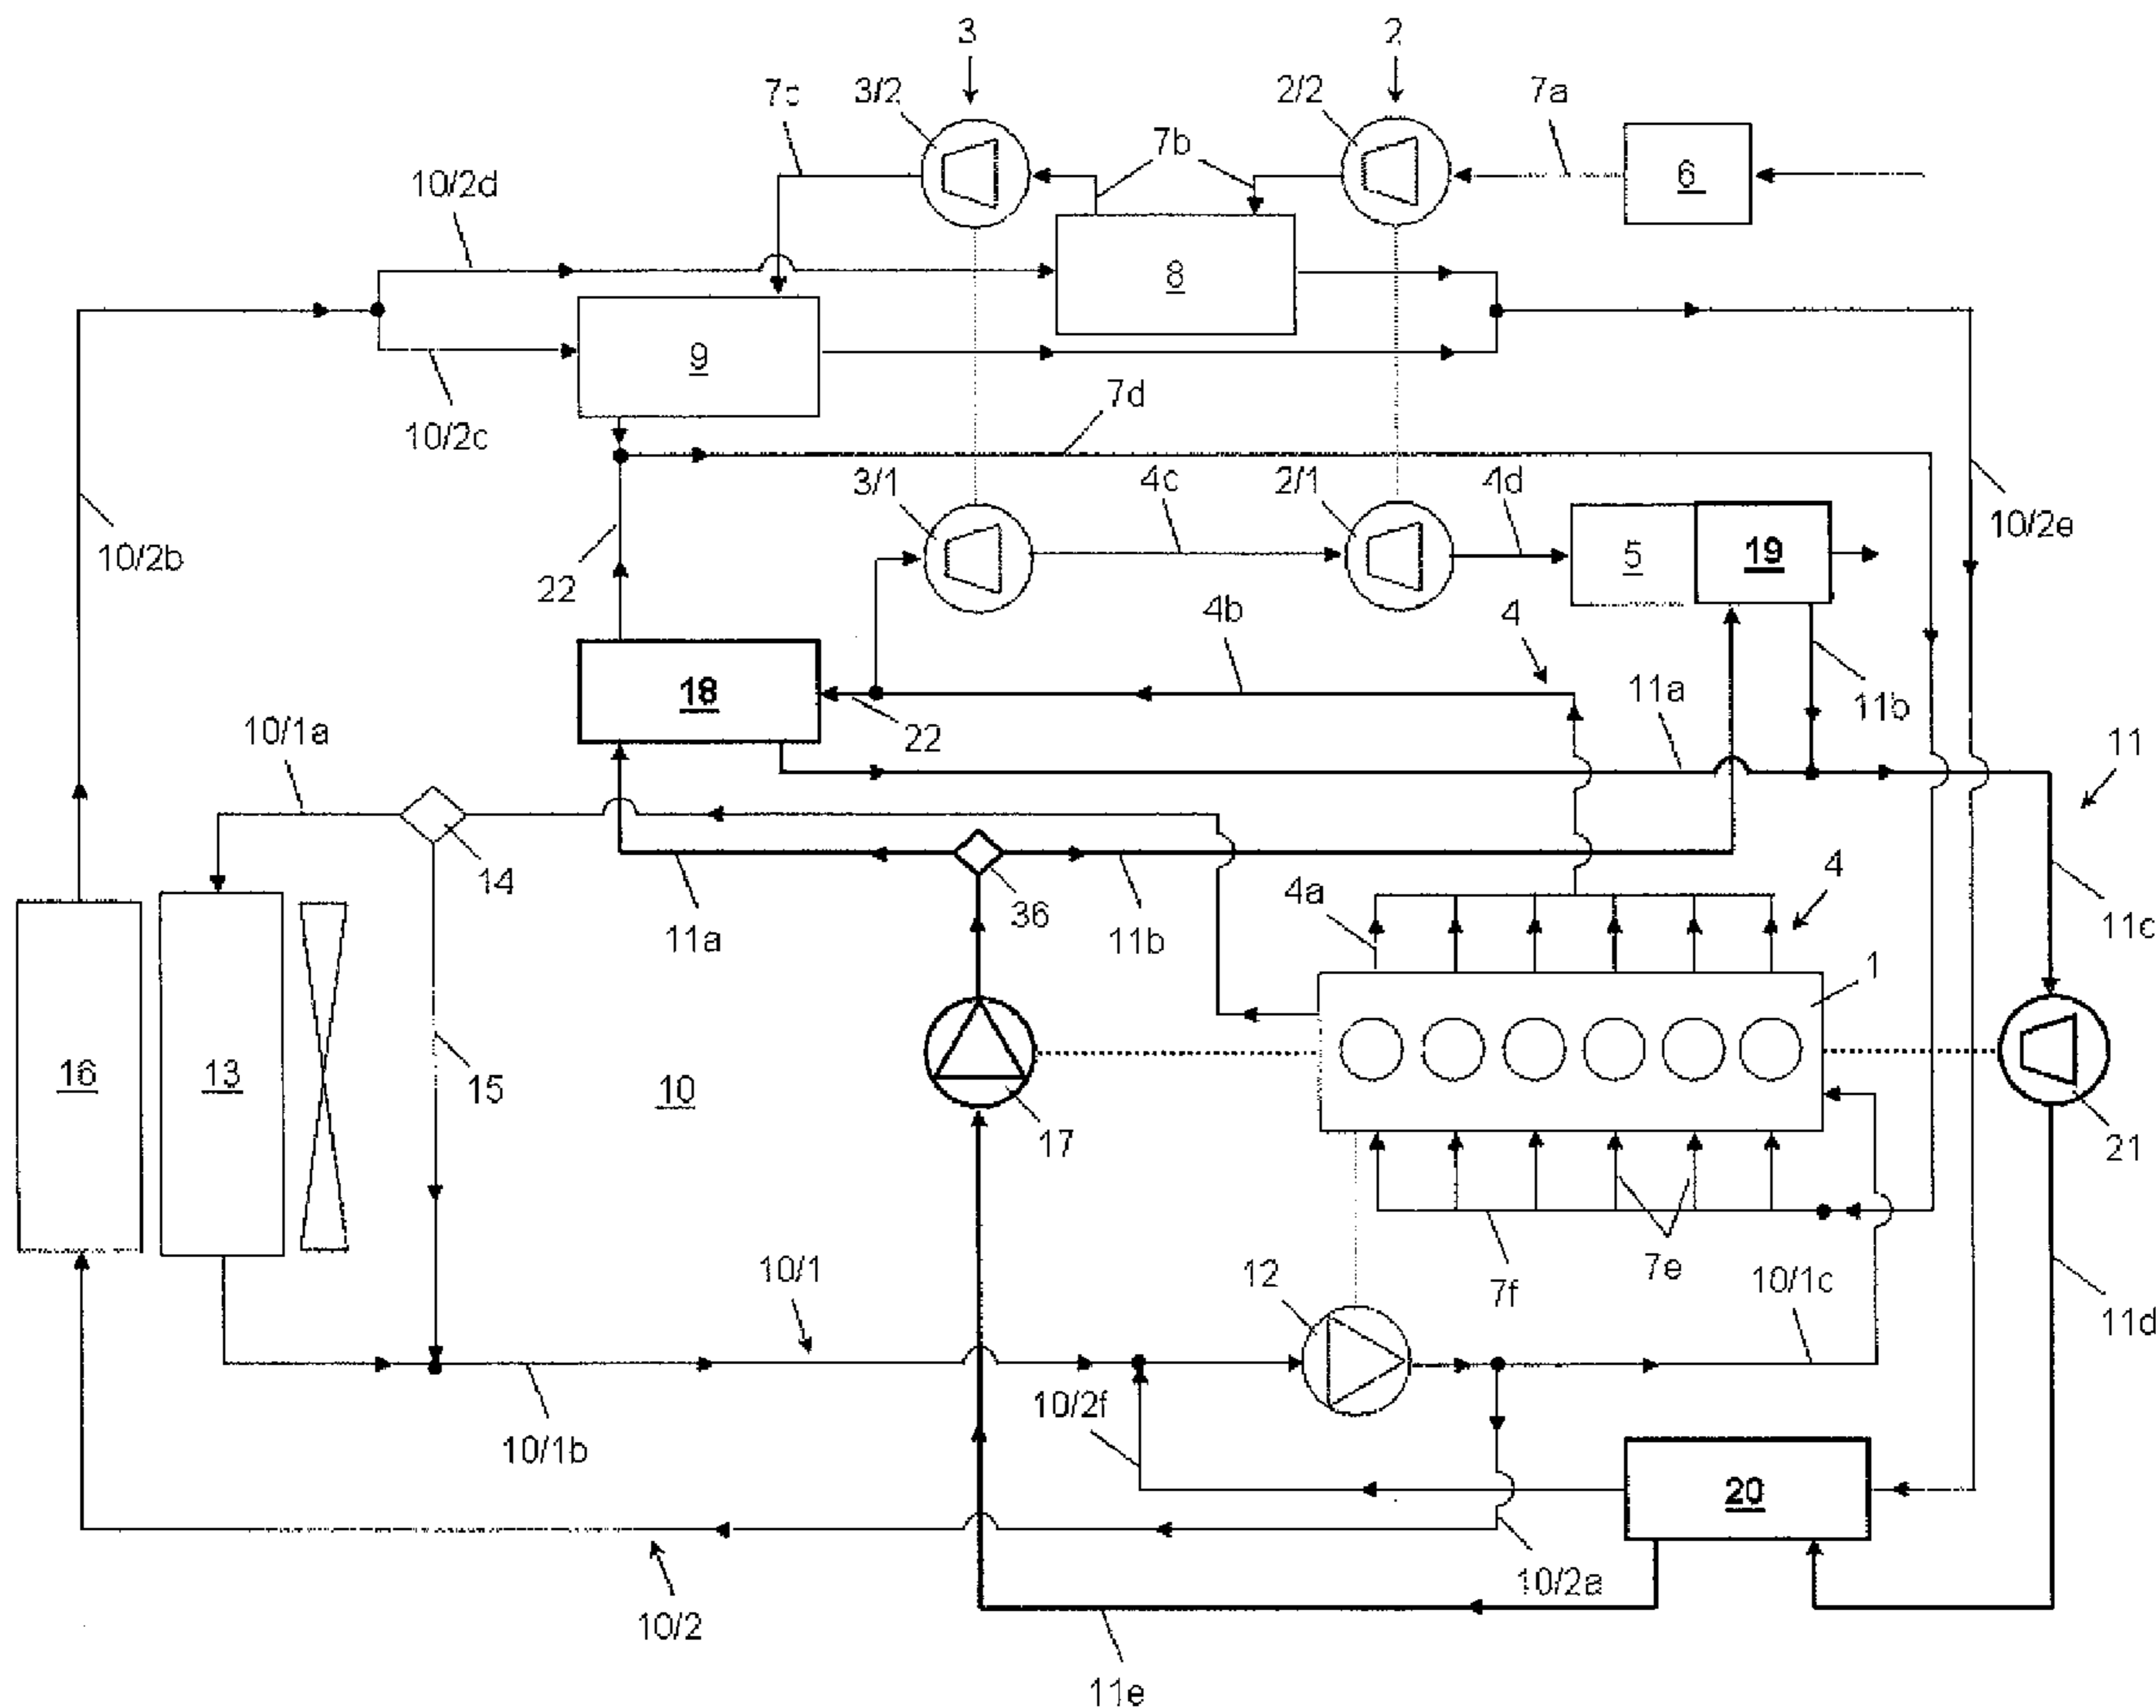 3 2
7c 3/2 7b 2/2 7a
6
10/2d
8
9
10/2c
7d
3/1 4c 2/1 4d
10/2b 22 5 19 10/2e
4b 4
18 11a 11b
22
10/1a 11
14
11a 36 11b 4a 4 11c
1
16 13 15 10 17 21
7e
10/1 12 7f 10/1c
11d
10/2f
10/1b
20
10/2a
10/2
11e